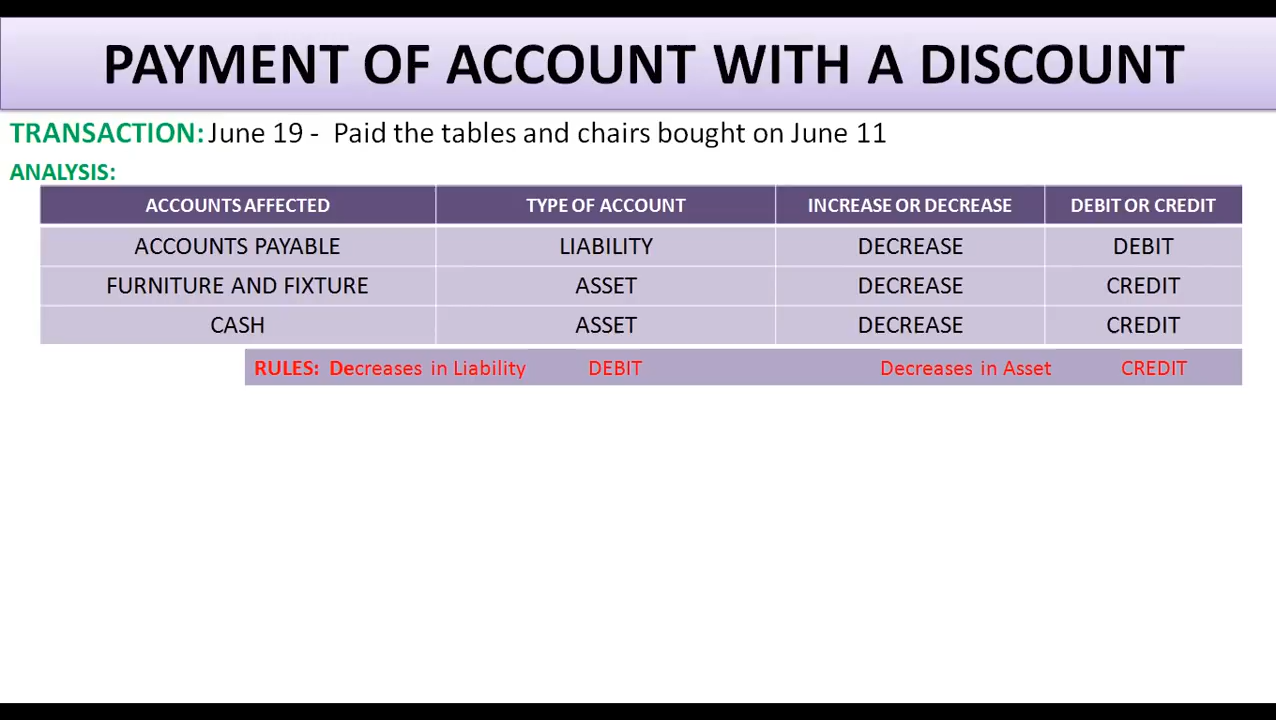 PAYMENT OF ACCOUNT WITH A DISCOUNT
TRANSACTION: June 19 - Paid the tables and chairs bought on June 11
ANALYSIS:
ACCOUNTS AFFECTED TYPE OF ACCOUNT INCREASE OR DECREASE DEBIT OR CREDIT
ACCOUNTS PAYABLE LIABILITY DECREASE DEBIT
FURNITURE AND FIXTURE ASSET DECREASE CREDIT
CASH ASSET DECREASE CREDIT
RULES: Decreases in Liability DEBIT Decreases in Asset CREDIT